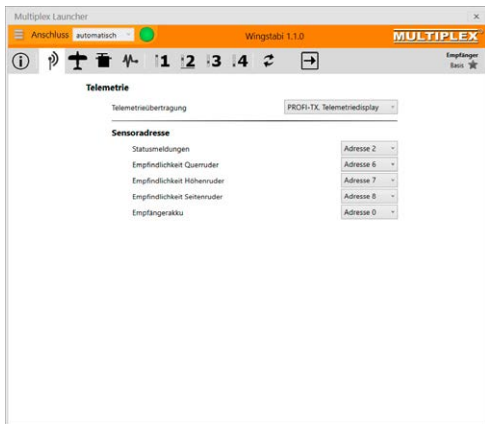 Multiplex Launcher
Anschluss automatisch Wingstabi 1.1.0 MULTIPLEX
1 2 3 4 Empfänger
Basis
Telemetrie
Telemetrieübertragung PROFI-TX. Telemetriedisplay
Sensoradresse
Statusmeldungen Adresse 2
Empfindlichkeit Querruder Adresse 6
Empfindlichkeit Höhenruder Adresse 7
Empfindlichkeit Seitenruder Adresse 8
Empfängerakku Adresse 0